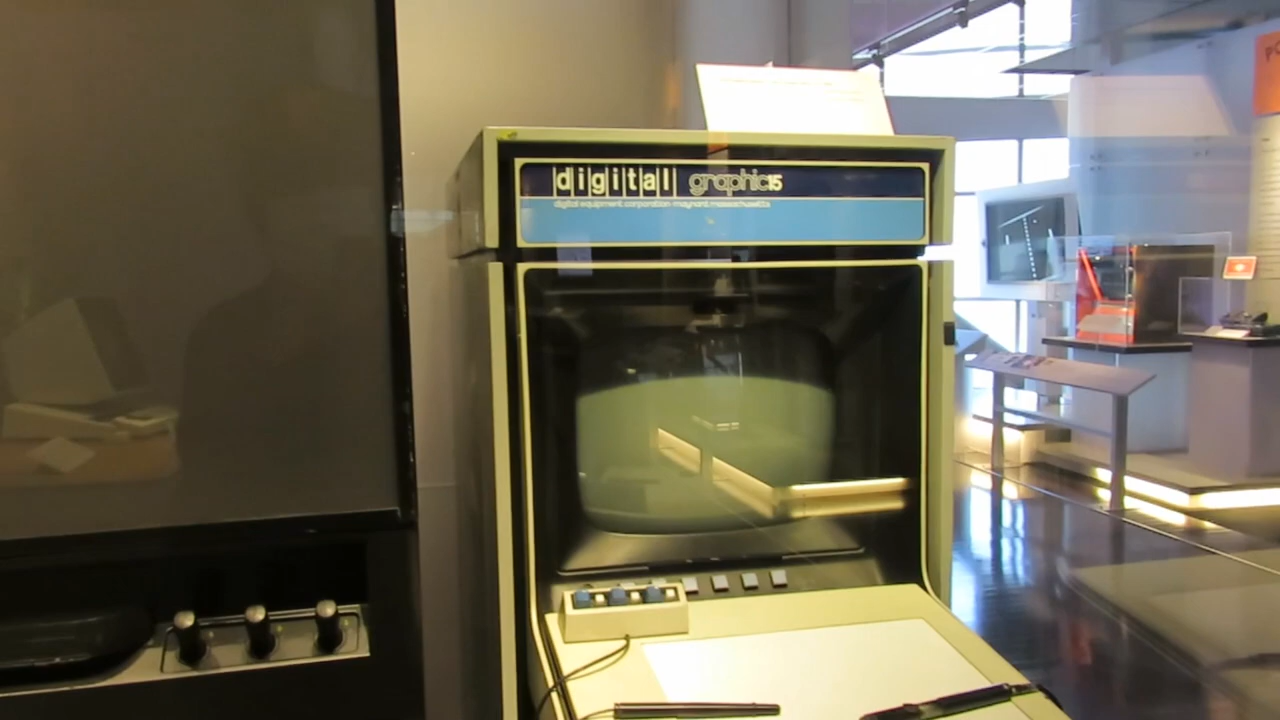 digital graphic15
digital equipment corporation maynard massachusetts